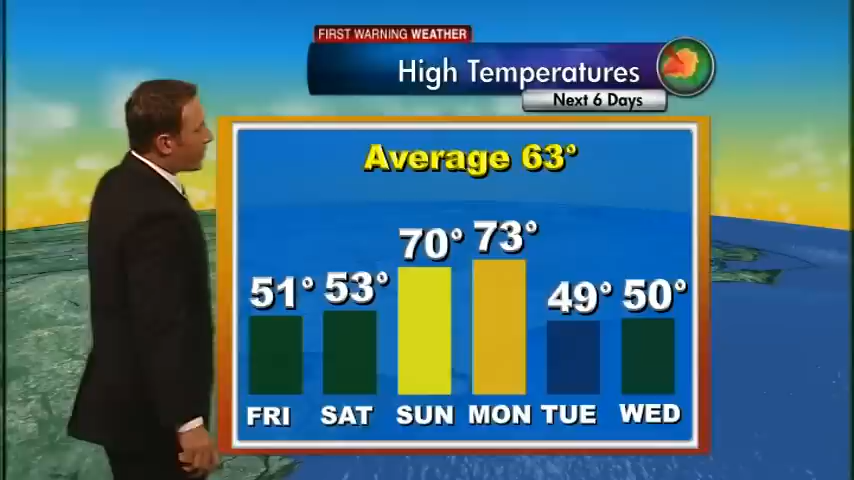 FIRST WARNING WEATHER
High Temperatures
Next 6 Days
Average 63°
51° 53° 70° 73° 49° 50°
FRI SAT SUN MON TUE WED